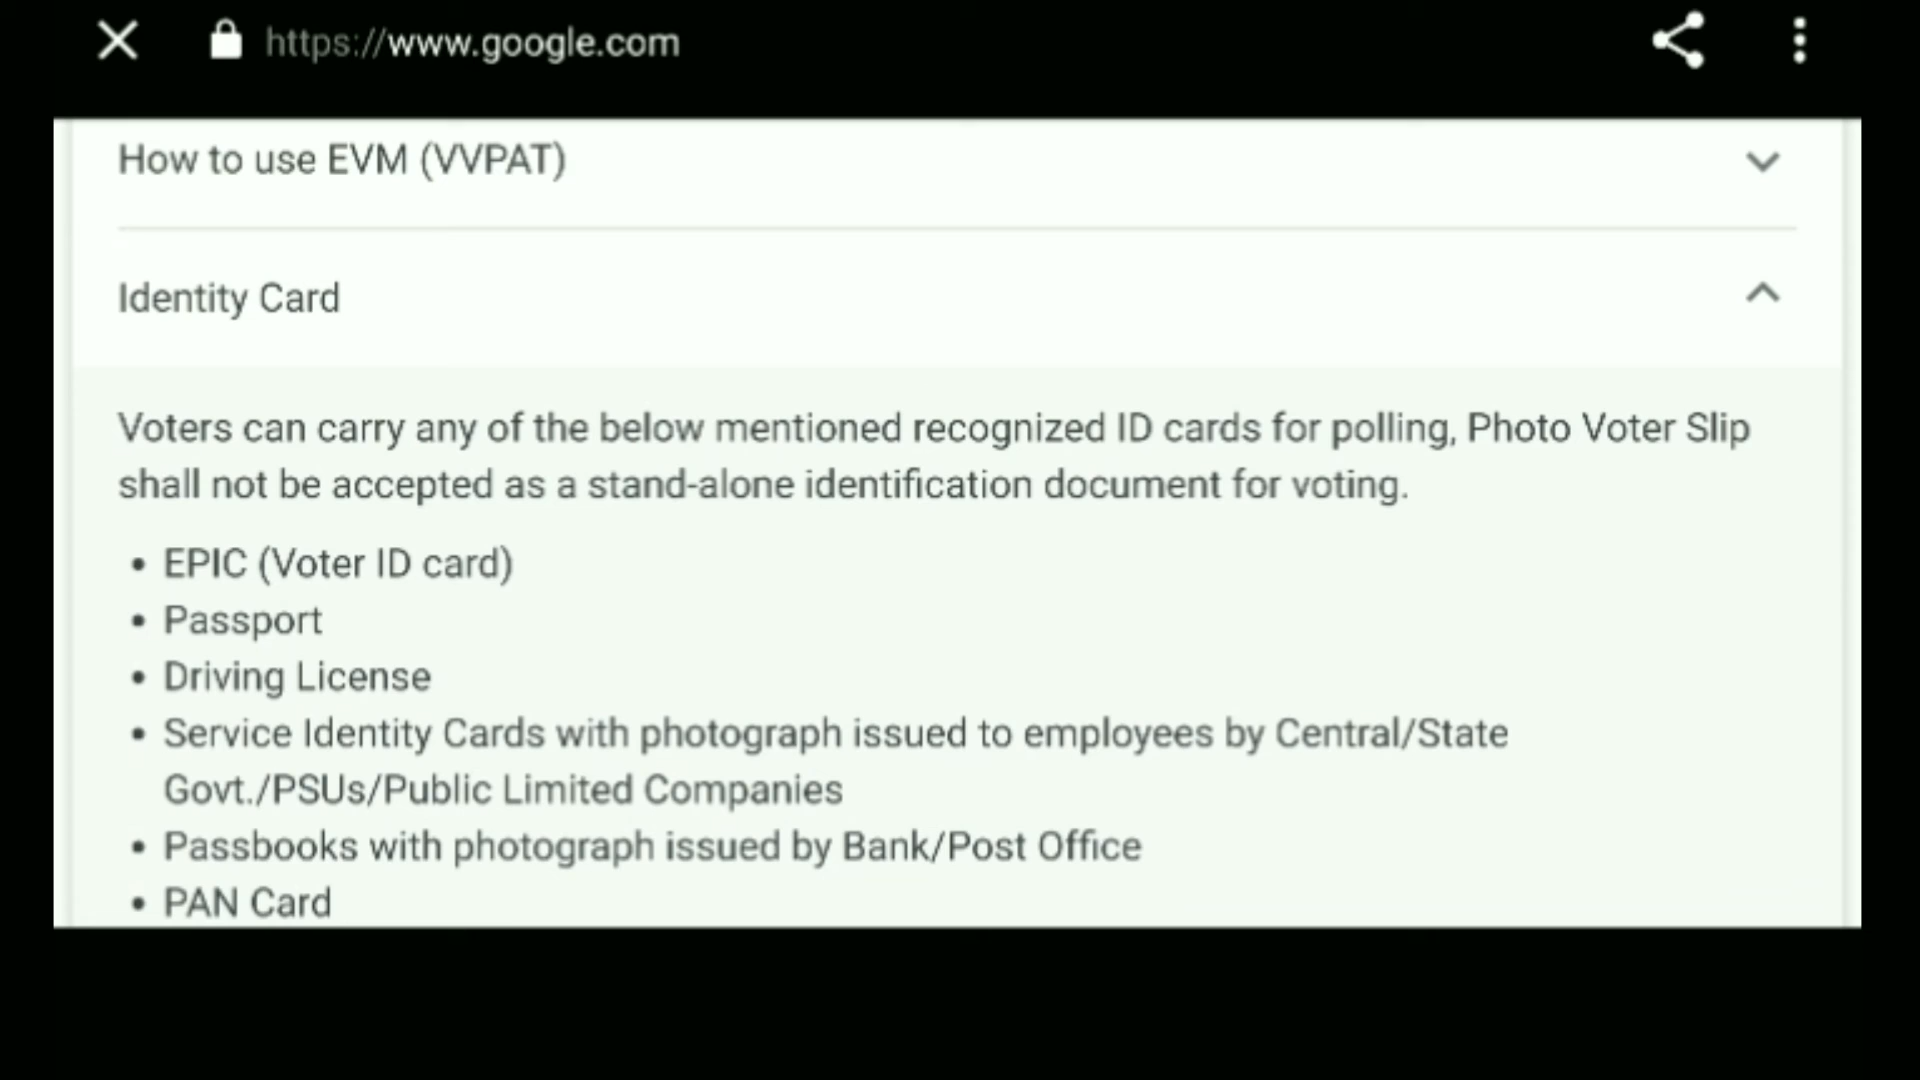 https://www.google.com
How to use EVM (VVPAT)
Identity Card
Voters can carry any of the below mentioned recognized ID cards for polling, Photo Voter Slip
shall not be accepted as a stand-alone identification document for voting.
• EPIC (Voter ID card)
• Passport
• Driving License
• Service Identity Cards with photograph issued to employees by Central/State
Govt./PSUs/Public Limited Companies
• Passbooks with photograph issued by Bank/Post Office
• PAN Card